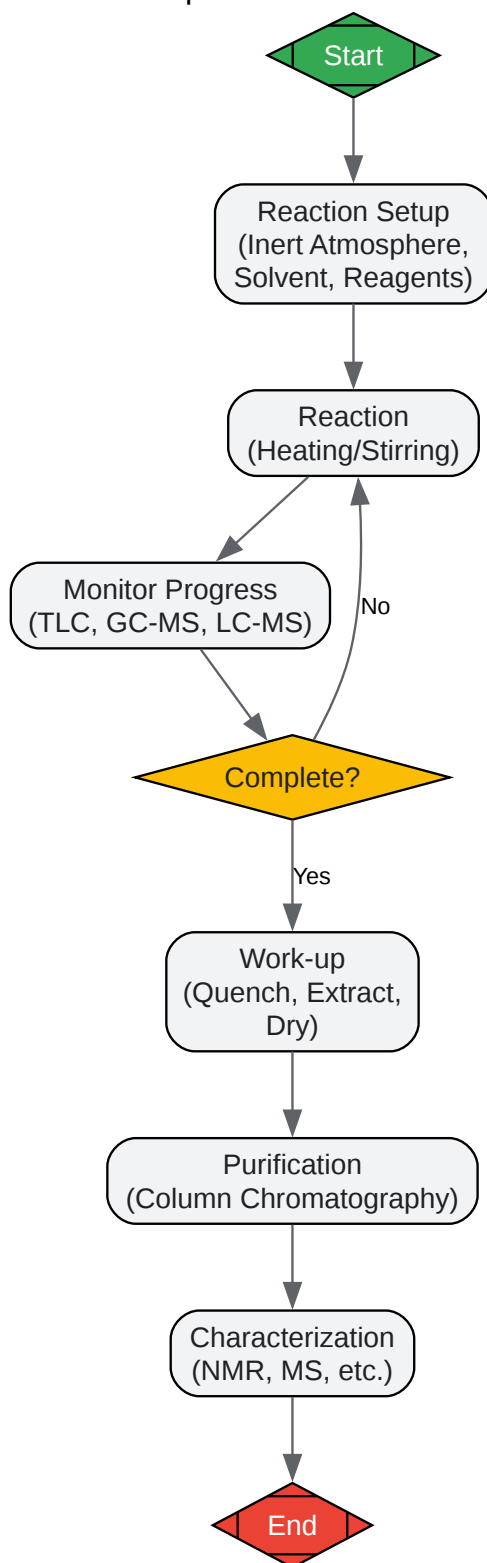 Start
Reaction Setup
(Inert Atmosphere,
Solvent, Reagents)
Reaction
(Heating/Stirring)
Monitor Progress
(TLC, GC-MS, LC-MS)
No
Complete?
Yes
Work-up
(Quench, Extract,
Dry)
Purification
(Column Chromatography)
Characterization
(NMR, MS, etc.)
End